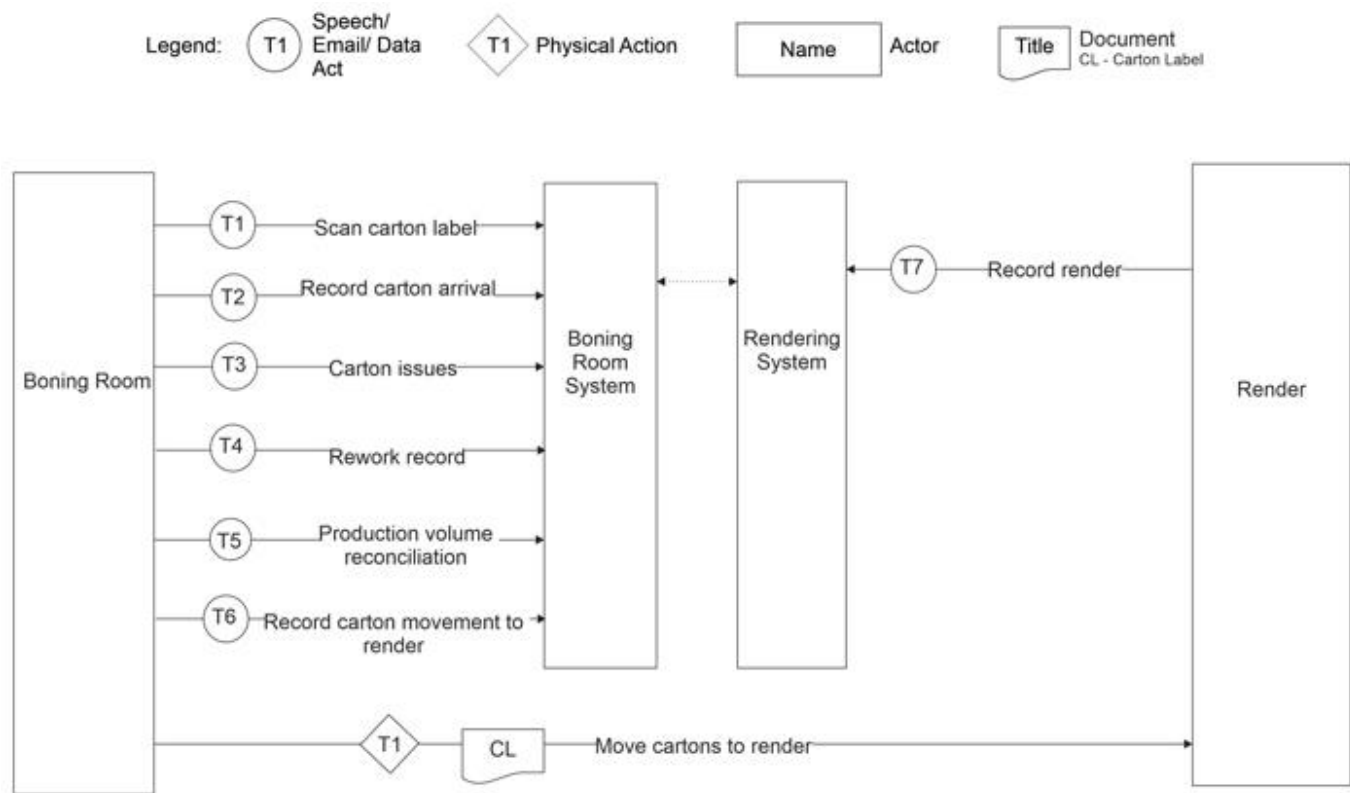 Legend:
T1
Speech/
Email/ Data
Act
T1
Physical Action
Name
Actor
Title
Document
CL - Carton Label
Boning Room
T1
Scan carton label
T2
Record carton arrival
T3
Carton issues
T4
Rework record
T5
Production volume
reconciliation
T6
Record carton movement to
render
Boning
Room
System
Rendering
System
T7
Record render
Render
T1
CL
Move cartons to render